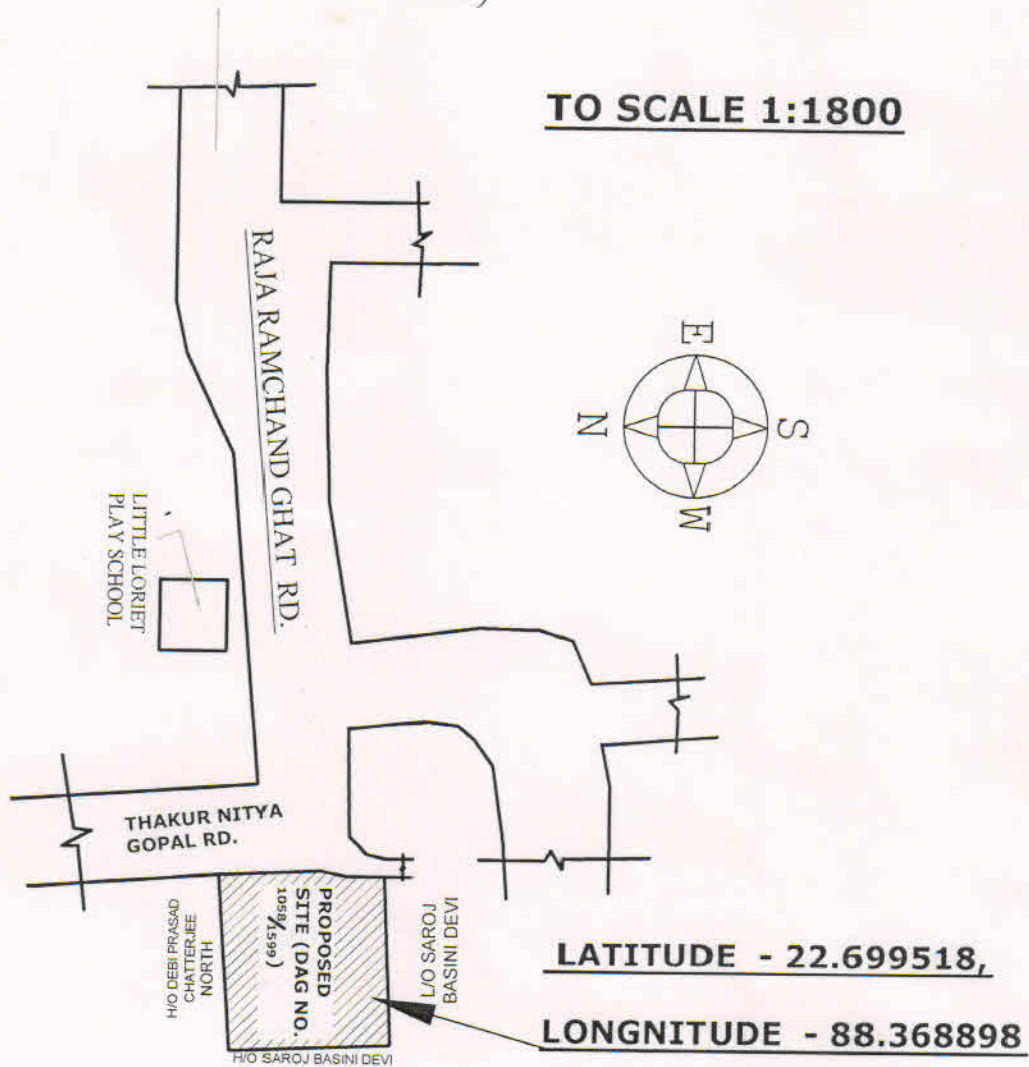 TO SCALE 1:1800
RAJA RAMCHAND GHAT RD.
E
N
S
W
LITTLE LORIET
PLAY SCHOOL
THAKUR NITYA
GOPAL RD.
H/O DEBI PRASAD
CHATTERJEE
NORTH
PROPOSED
SITE (DAG NO.
1058/1599)
L/O SAROJ
BASINI DEVI
H/O SAROJ BASINI DEVI
LATITUDE - 22.699518,
LONGNITUDE - 88.368898